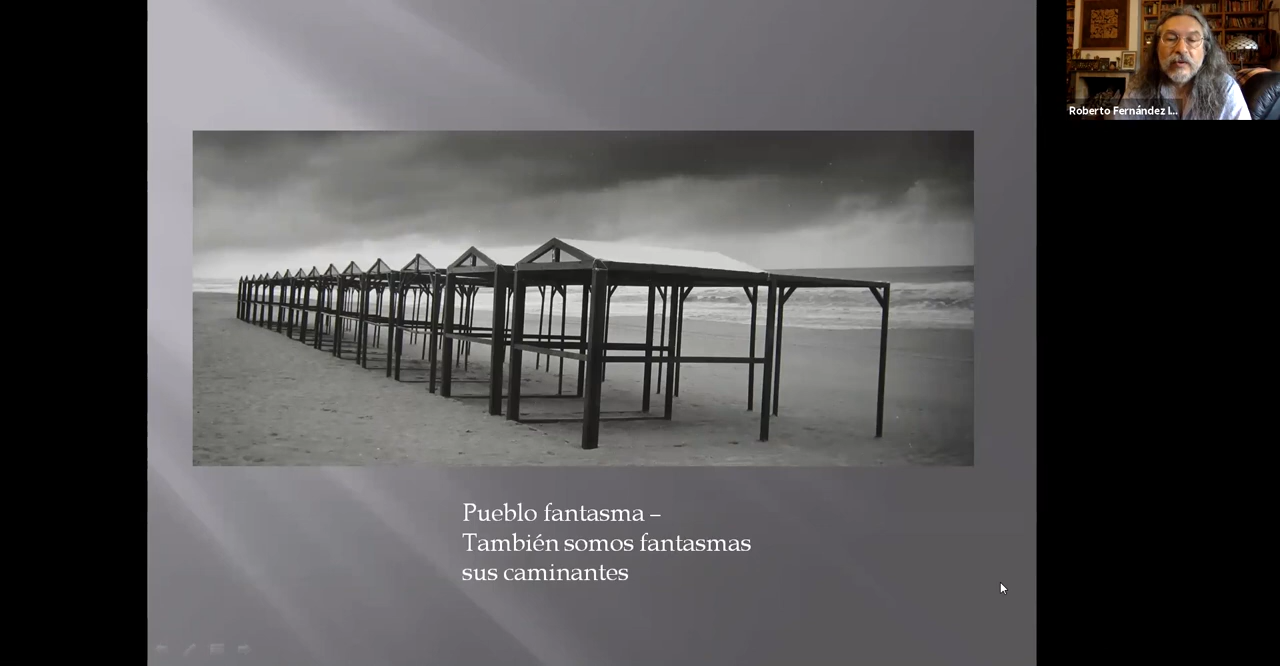 Roberto Fernández I...
Pueblo fantasma –
También somos fantasmas
sus caminantes